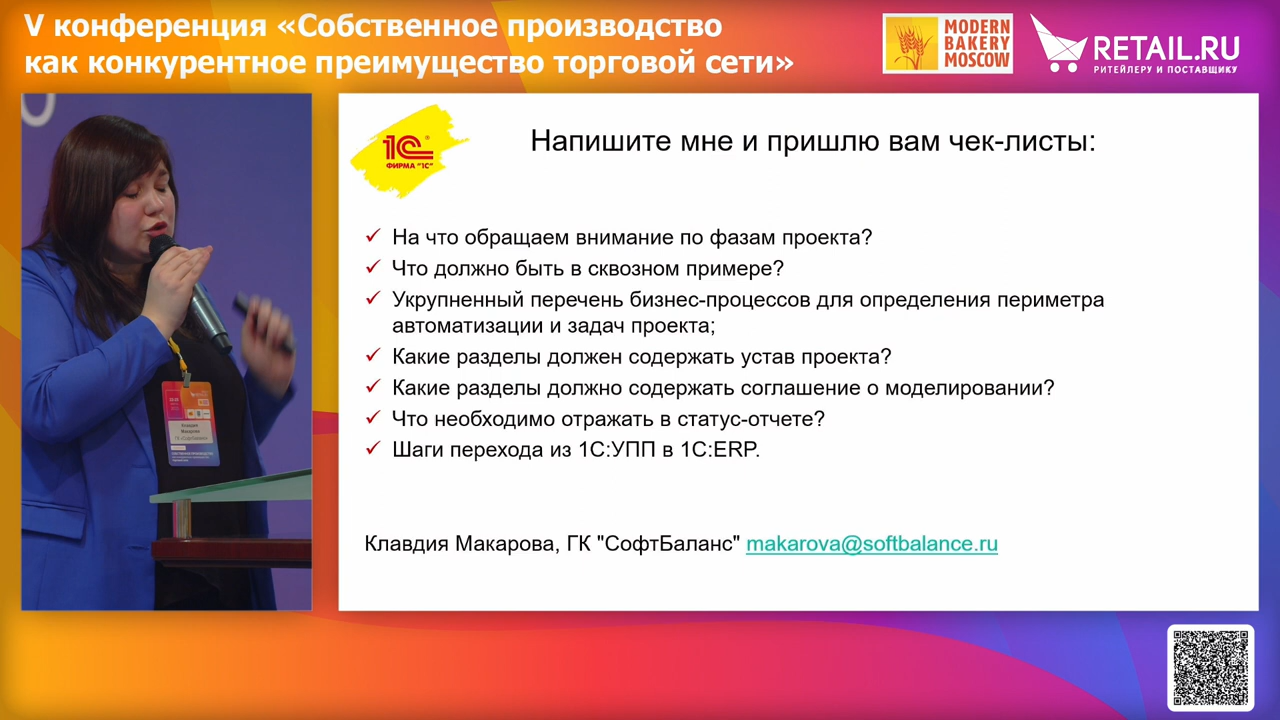 V конференция «Собственное производство
как конкурентное преимущество торговой сети»
MODERN
BAKERY
MOSCOW
RETAIL.RU
РИТЕЙЛЕРУ И ПОСТАВЩИКУ
1С®
ФИРМА "1С"
Напишите мне и пришлю вам чек-листы:
На что обращаем внимание по фазам проекта?
Что должно быть в сквозном примере?
Укрупненный перечень бизнес-процессов для определения периметра
автоматизации и задач проекта;
Какие разделы должен содержать устав проекта?
Какие разделы должно содержать соглашение о моделировании?
Что необходимо отражать в статус-отчете?
Шаги перехода из 1С:УПП в 1С:ERP.
Клавдия Макарова, ГК "СофтБаланс" makarova@softbalance.ru
Клавдия
Макарова
ГК «СофтБаланс»